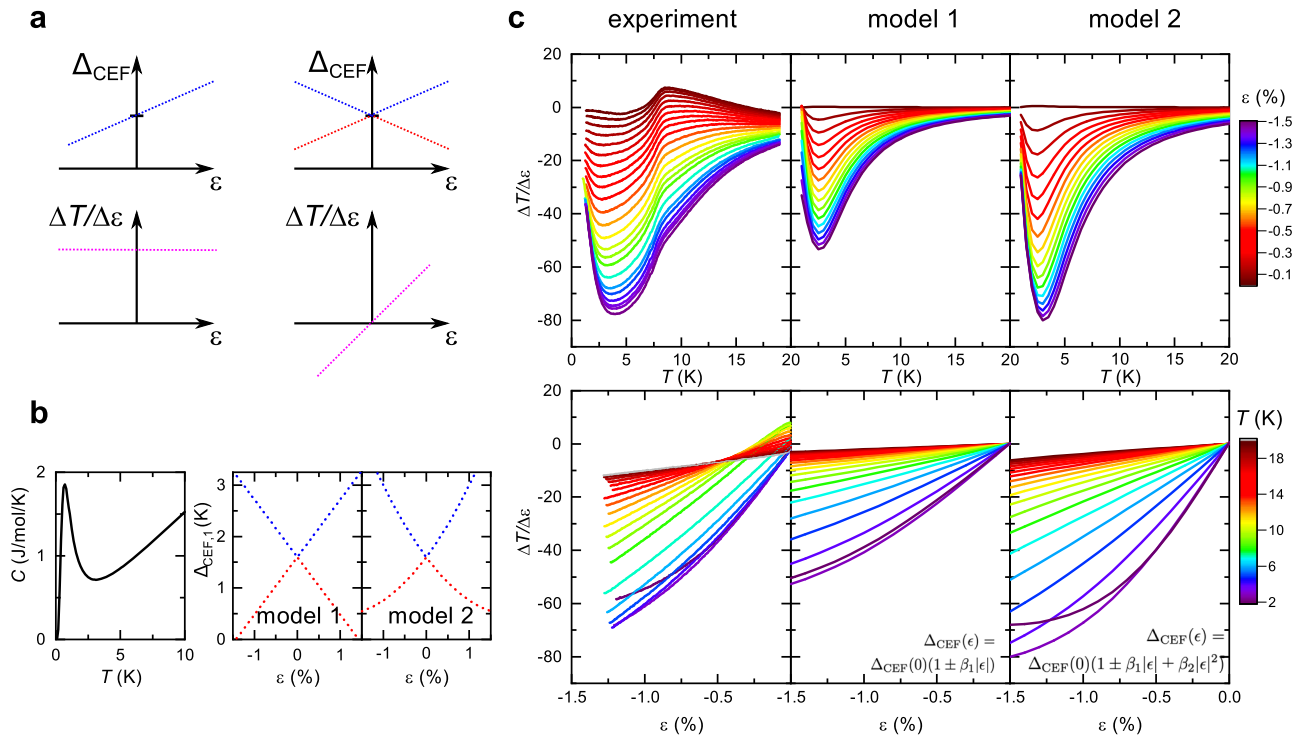 a
Δ_CEF
ε
Δ_CEF
ε
ΔT/Δε
ε
ΔT/Δε
ε
b
C (J/mol/K)
2
1
0
0 5 10
T (K)
Δ_CEF,1 (K)
3
2
1
0
model 1 model 2
-1 0 1 -1 0 1
ε (%) ε (%)
c
experiment model 1 model 2
ΔT/Δε
20
0
-20
-40
-60
-80
0 5 10 15 20 5 10 15 20 5 10 15 20
T (K) T (K) T (K)
ε (%)
-1.5
-1.1
-0.9
-0.7
-0.5
-0.3
-0.1
ΔT/Δε
20
0
-20
-40
-60
-80
Δ_CEF(ϵ) =
Δ_CEF(0)(1 ± β₁|ϵ|)
Δ_CEF(ϵ) =
Δ_CEF(0)(1 ± β₁|ϵ| + β₂|ϵ|²)
-1.5 -1.0 -0.5 -1.5 -1.0 -0.5 -1.5 -1.0 -0.5 0.0
ε (%) ε (%) ε (%)
T (K)
18
14
10
6
2